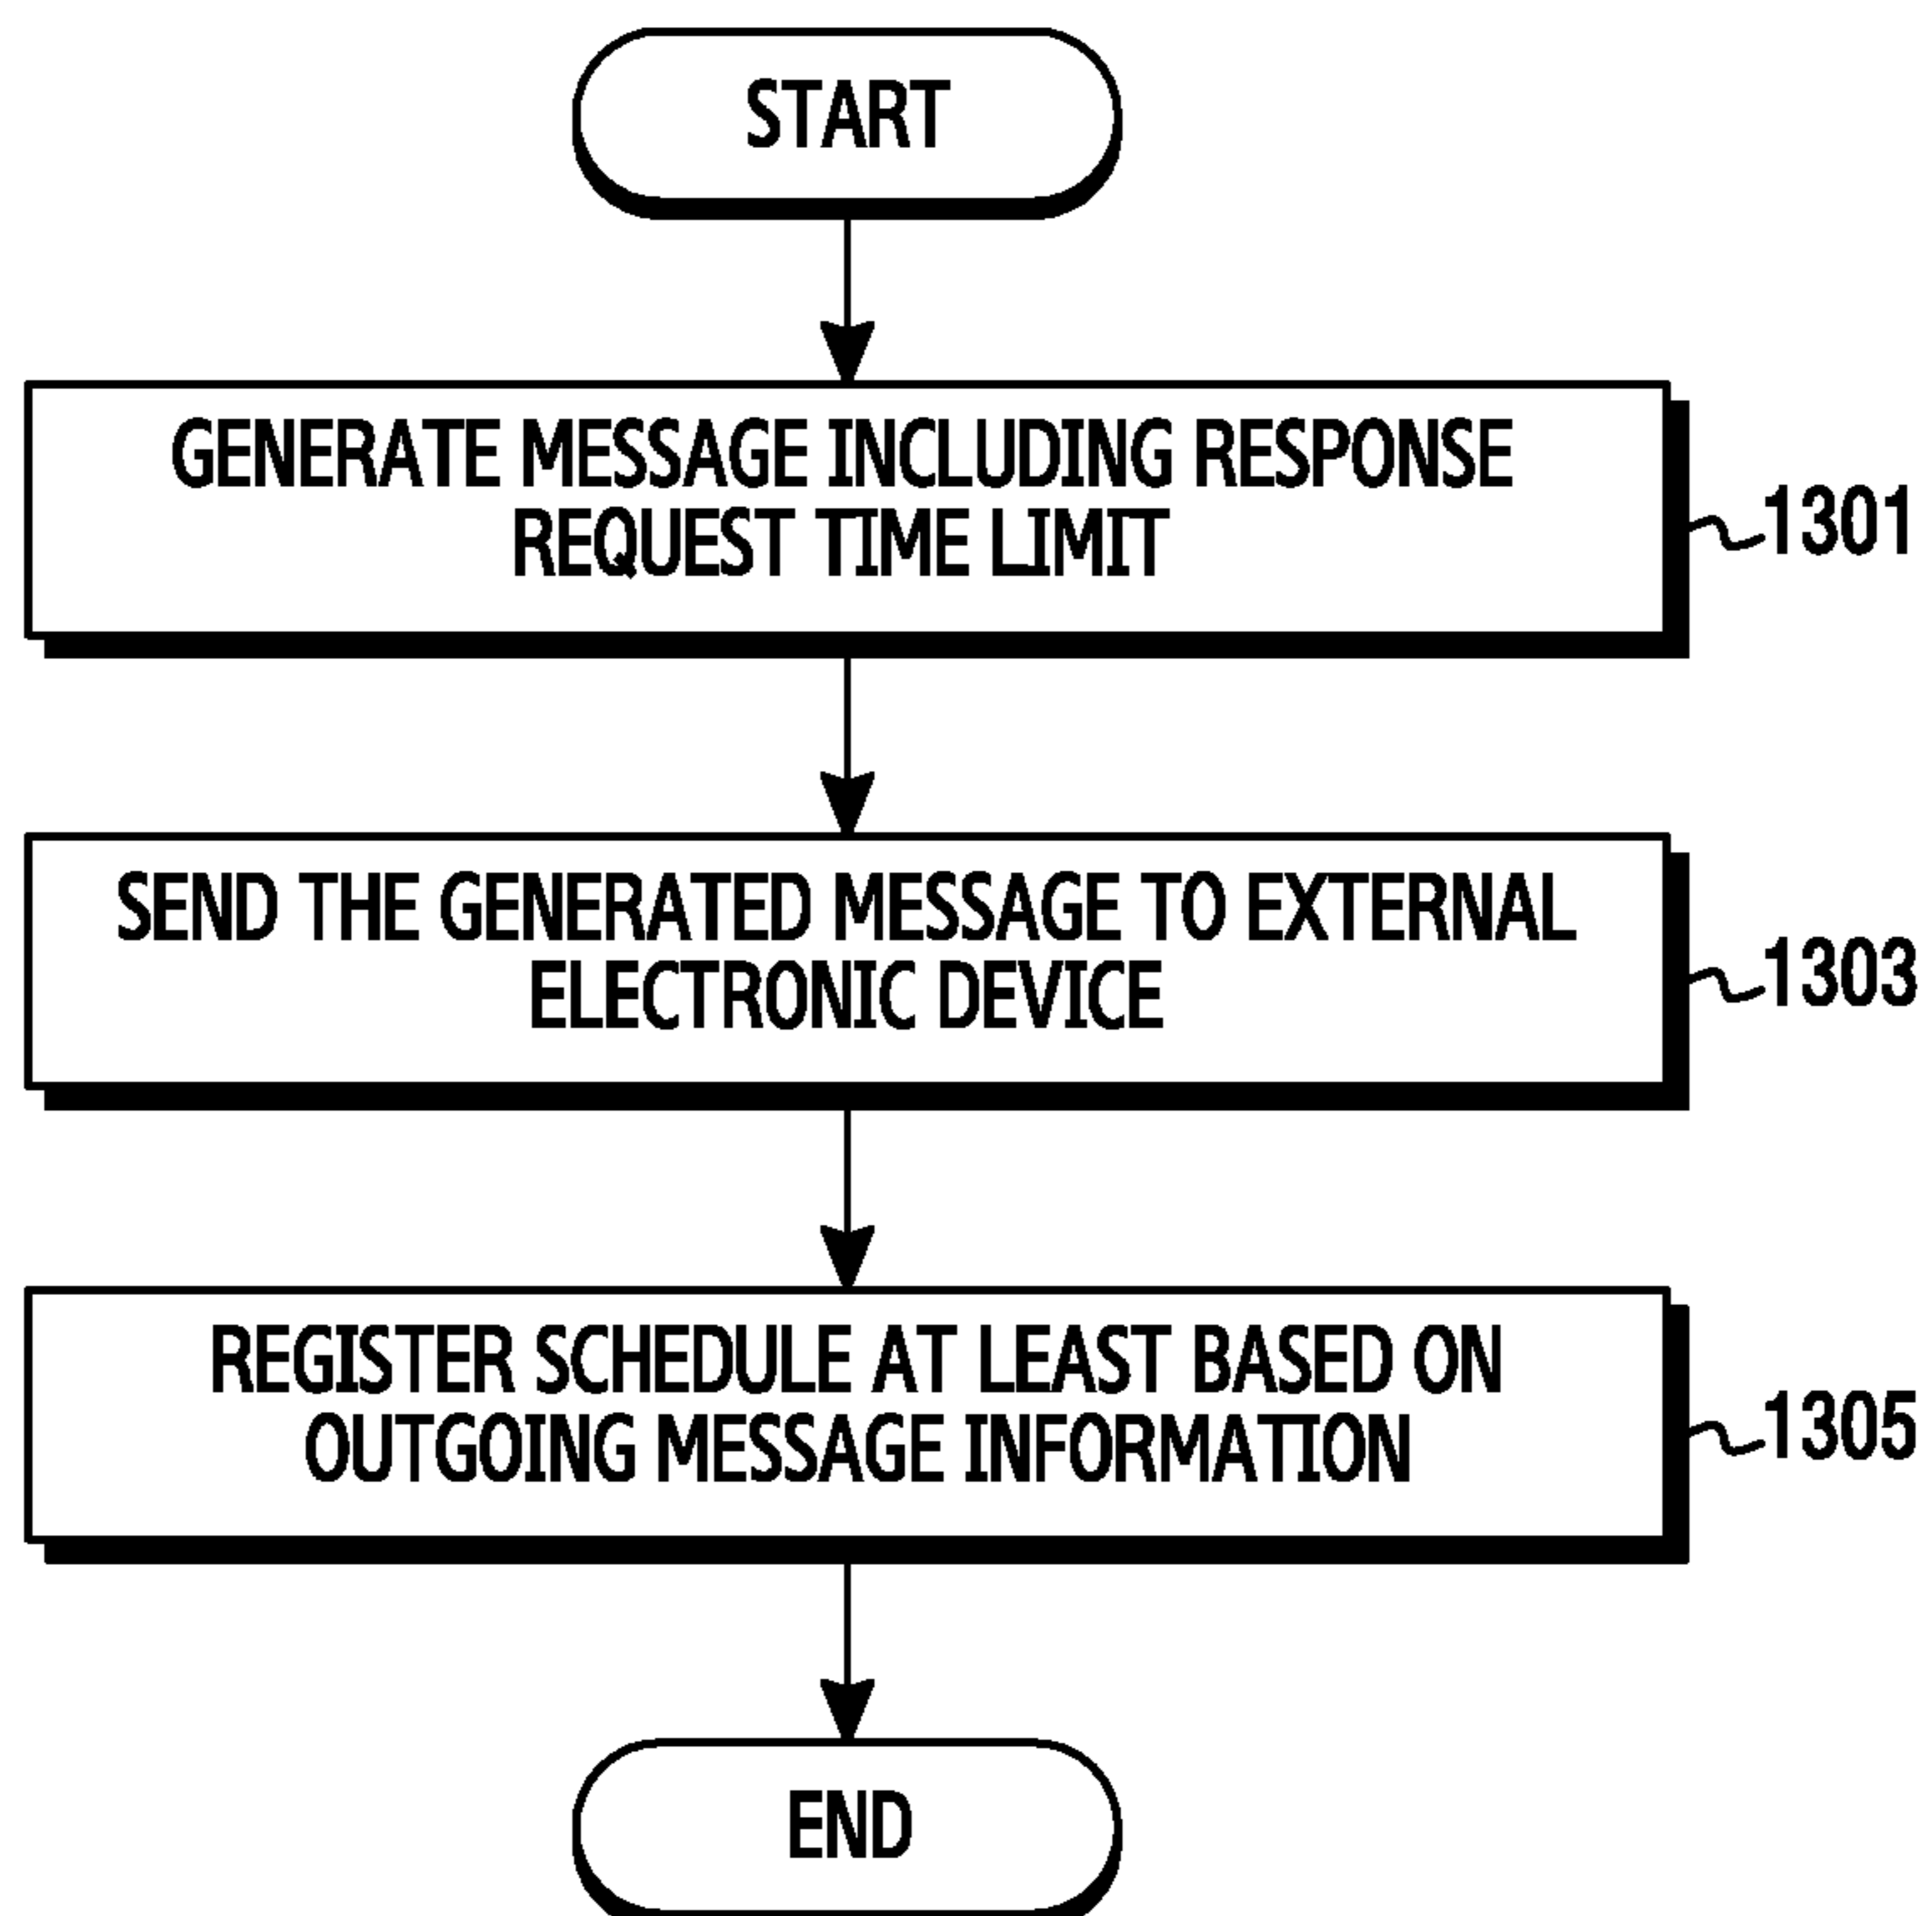 START
GENERATE MESSAGE INCLUDING RESPONSE
REQUEST TIME LIMIT
1301
SEND THE GENERATED MESSAGE TO EXTERNAL
ELECTRONIC DEVICE
1303
REGISTER SCHEDULE AT LEAST BASED ON
OUTGOING MESSAGE INFORMATION
1305
END